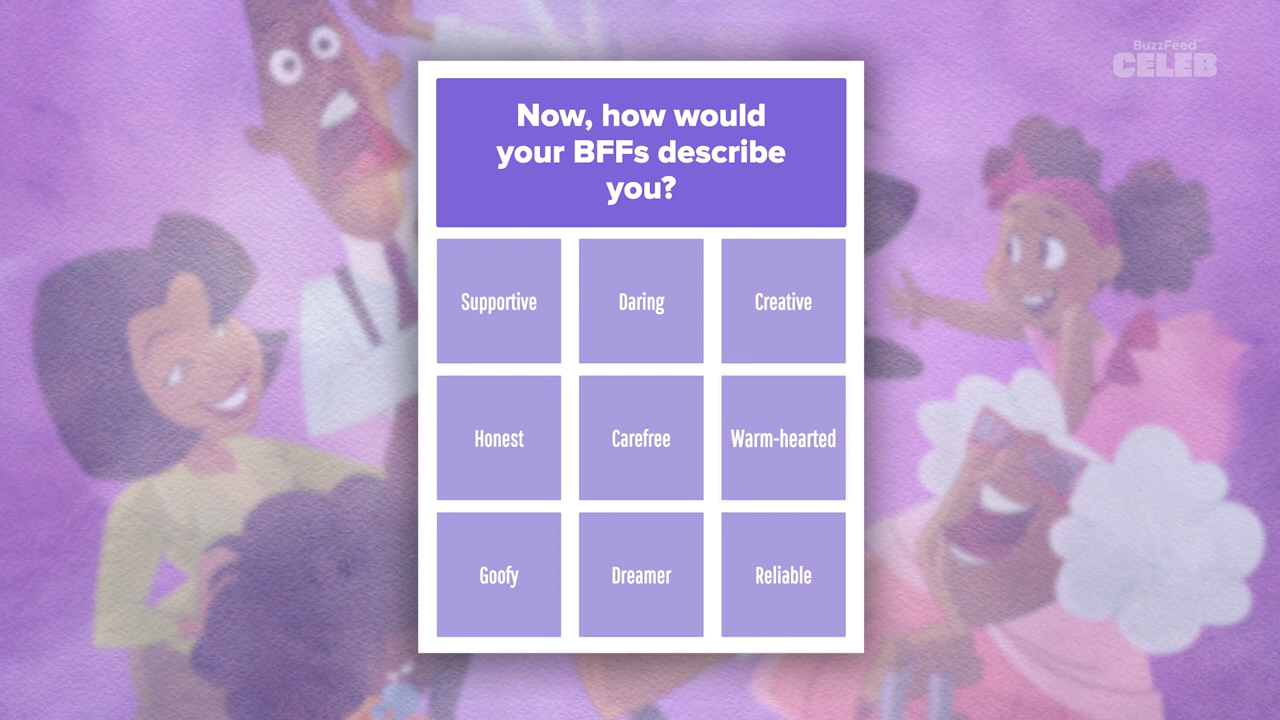 BuzzFeed
CELEB
Now, how would
your BFFs describe
you?
Supportive
Daring
Creative
Honest
Carefree
Warm-hearted
Goofy
Dreamer
Reliable